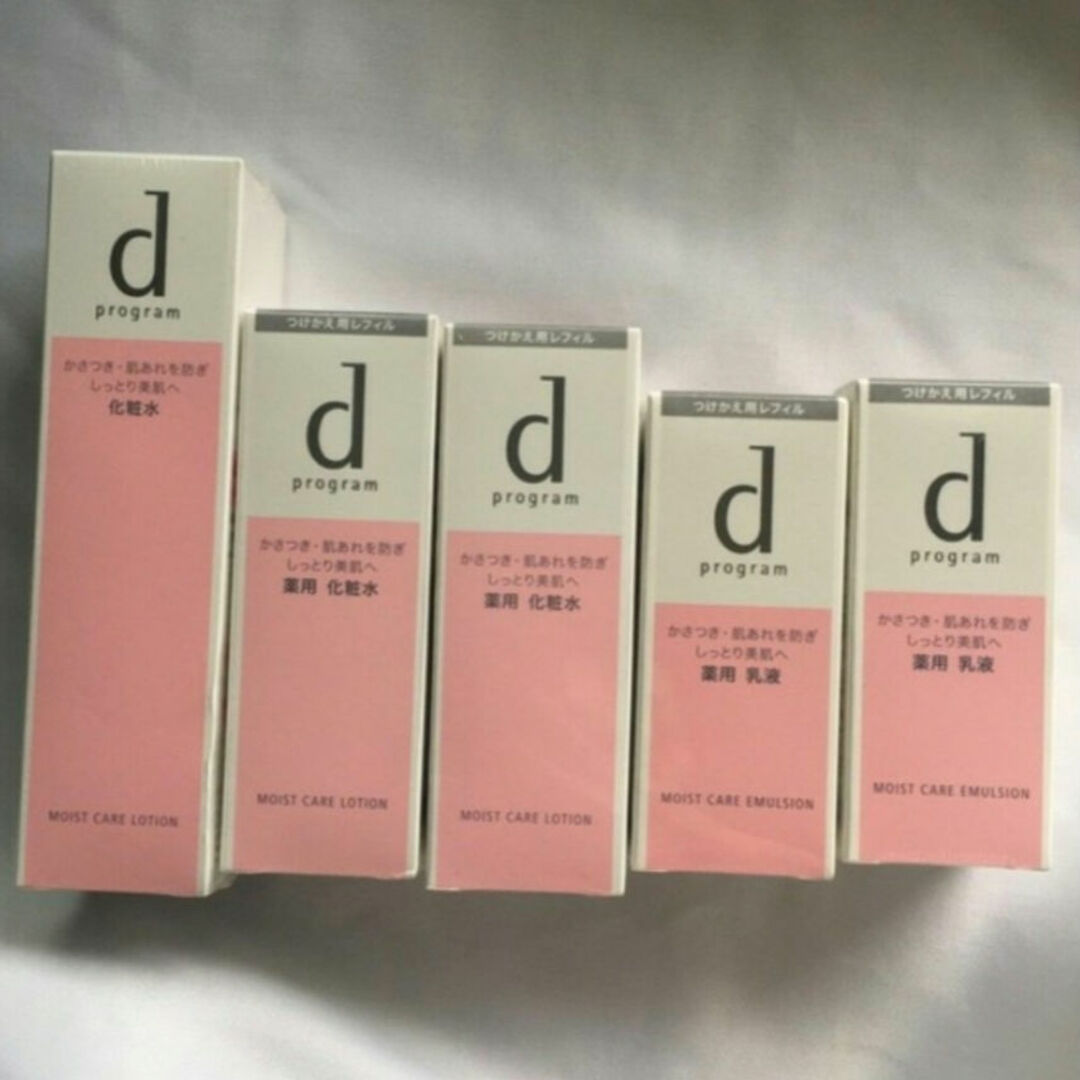 d
program
かさつき・肌あれを防ぎ
しっとり美肌へ
化粧水
MOIST CARE LOTION
つけかえ用レフィル
d
program
かさつき・肌あれを防ぎ
しっとり美肌へ
薬用 化粧水
MOIST CARE LOTION
つけかえ用レフィル
d
program
かさつき・肌あれを防ぎ
しっとり美肌へ
薬用 化粧水
MOIST CARE LOTION
つけかえ用レフィル
d
program
かさつき・肌あれを防ぎ
しっとり美肌へ
薬用 乳液
MOIST CARE EMULSION
つけかえ用レフィル
d
program
かさつき・肌あれを防ぎ
しっとり美肌へ
薬用 乳液
MOIST CARE EMULSION